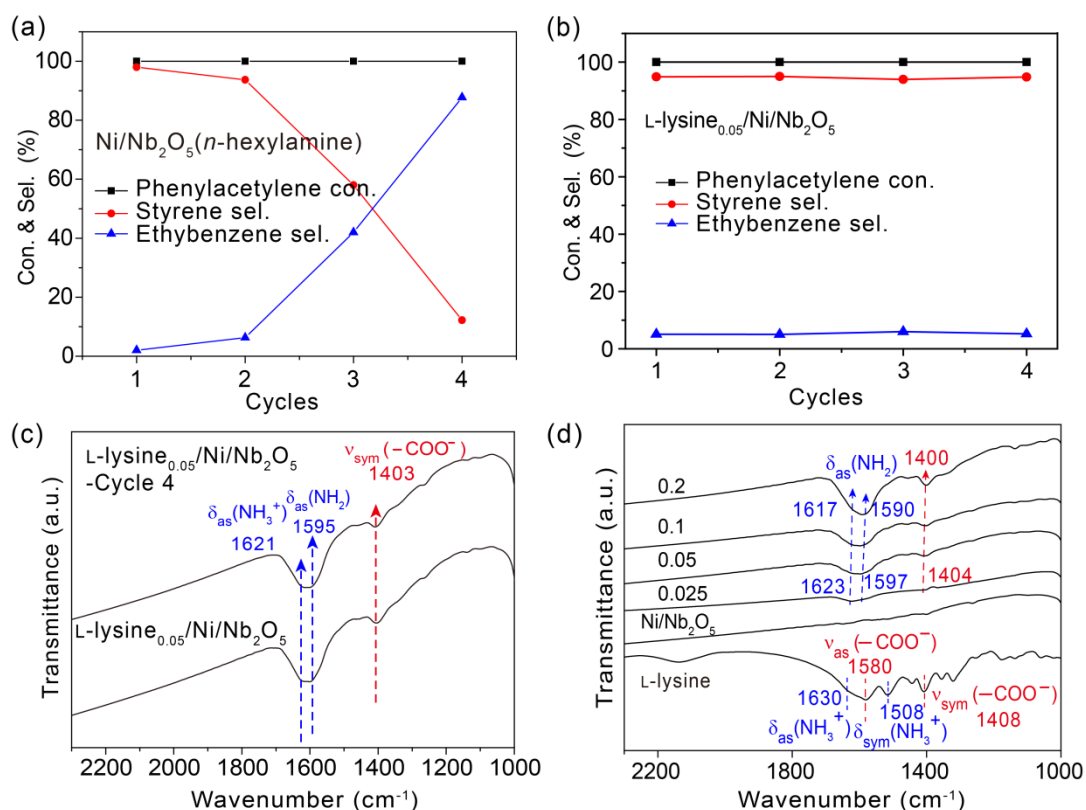 (a)
Con. & Sel. (%)
100
80
60
40
20
0
Ni/Nb₂O₅(n-hexylamine)
Phenylacetylene con.
Styrene sel.
Ethybenzene sel.
1 2 3 4
Cycles
(b)
Con. & Sel. (%)
100
80
60
40
20
0
L-lysine₀.₀₅/Ni/Nb₂O₅
Phenylacetylene con.
Styrene sel.
Ethybenzene sel.
1 2 3 4
Cycles
(c)
Transmittance (a.u.)
L-lysine₀.₀₅/Ni/Nb₂O₅
-Cycle 4
νsym(−COO⁻)
1403
δas(NH₃⁺)
1621
δas(NH₂)
1595
L-lysine₀.₀₅/Ni/Nb₂O₅
2200 2000 1800 1600 1400 1200 1000
Wavenumber (cm⁻¹)
(d)
Transmittance (a.u.)
δas(NH₂)
1400
0.2
1617 1590
0.1
0.05
1623 1597 1404
0.025
Ni/Nb₂O₅
νas(−COO⁻)
1580
L-lysine
1630
1508
νsym(−COO⁻)
1408
δas(NH₃⁺) δsym(NH₃⁺)
2200 1800 1400 1000
Wavenumber (cm⁻¹)